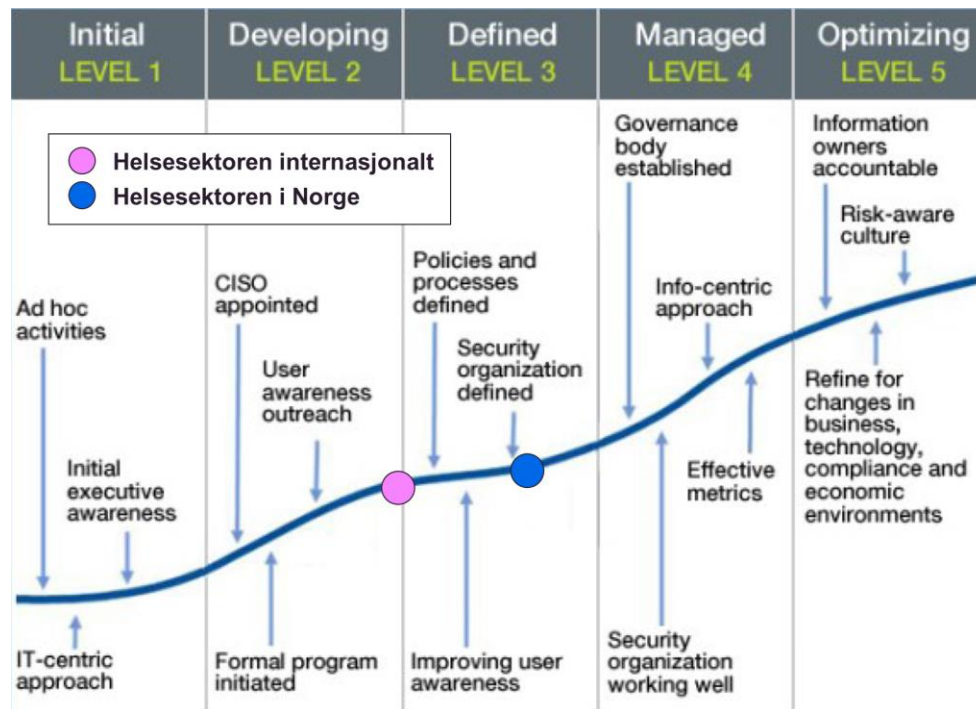 Initial
LEVEL 1
Developing
LEVEL 2
Defined
LEVEL 3
Managed
LEVEL 4
Optimizing
LEVEL 5
Helsesektoren internasjonalt
Helsesektoren i Norge
Ad hoc
activities
Initial
executive
awareness
IT-centric
approach
CISO
appointed
User
awareness
outreach
Formal program
initiated
Policies and
processes
defined
Security
organization
defined
Improving user
awareness
Governance
body
established
Info-centric
approach
Effective
metrics
Security
organization
working well
Information
owners
accountable
Risk-aware
culture
Refine for
changes in
business,
technology,
compliance and
economic
environments